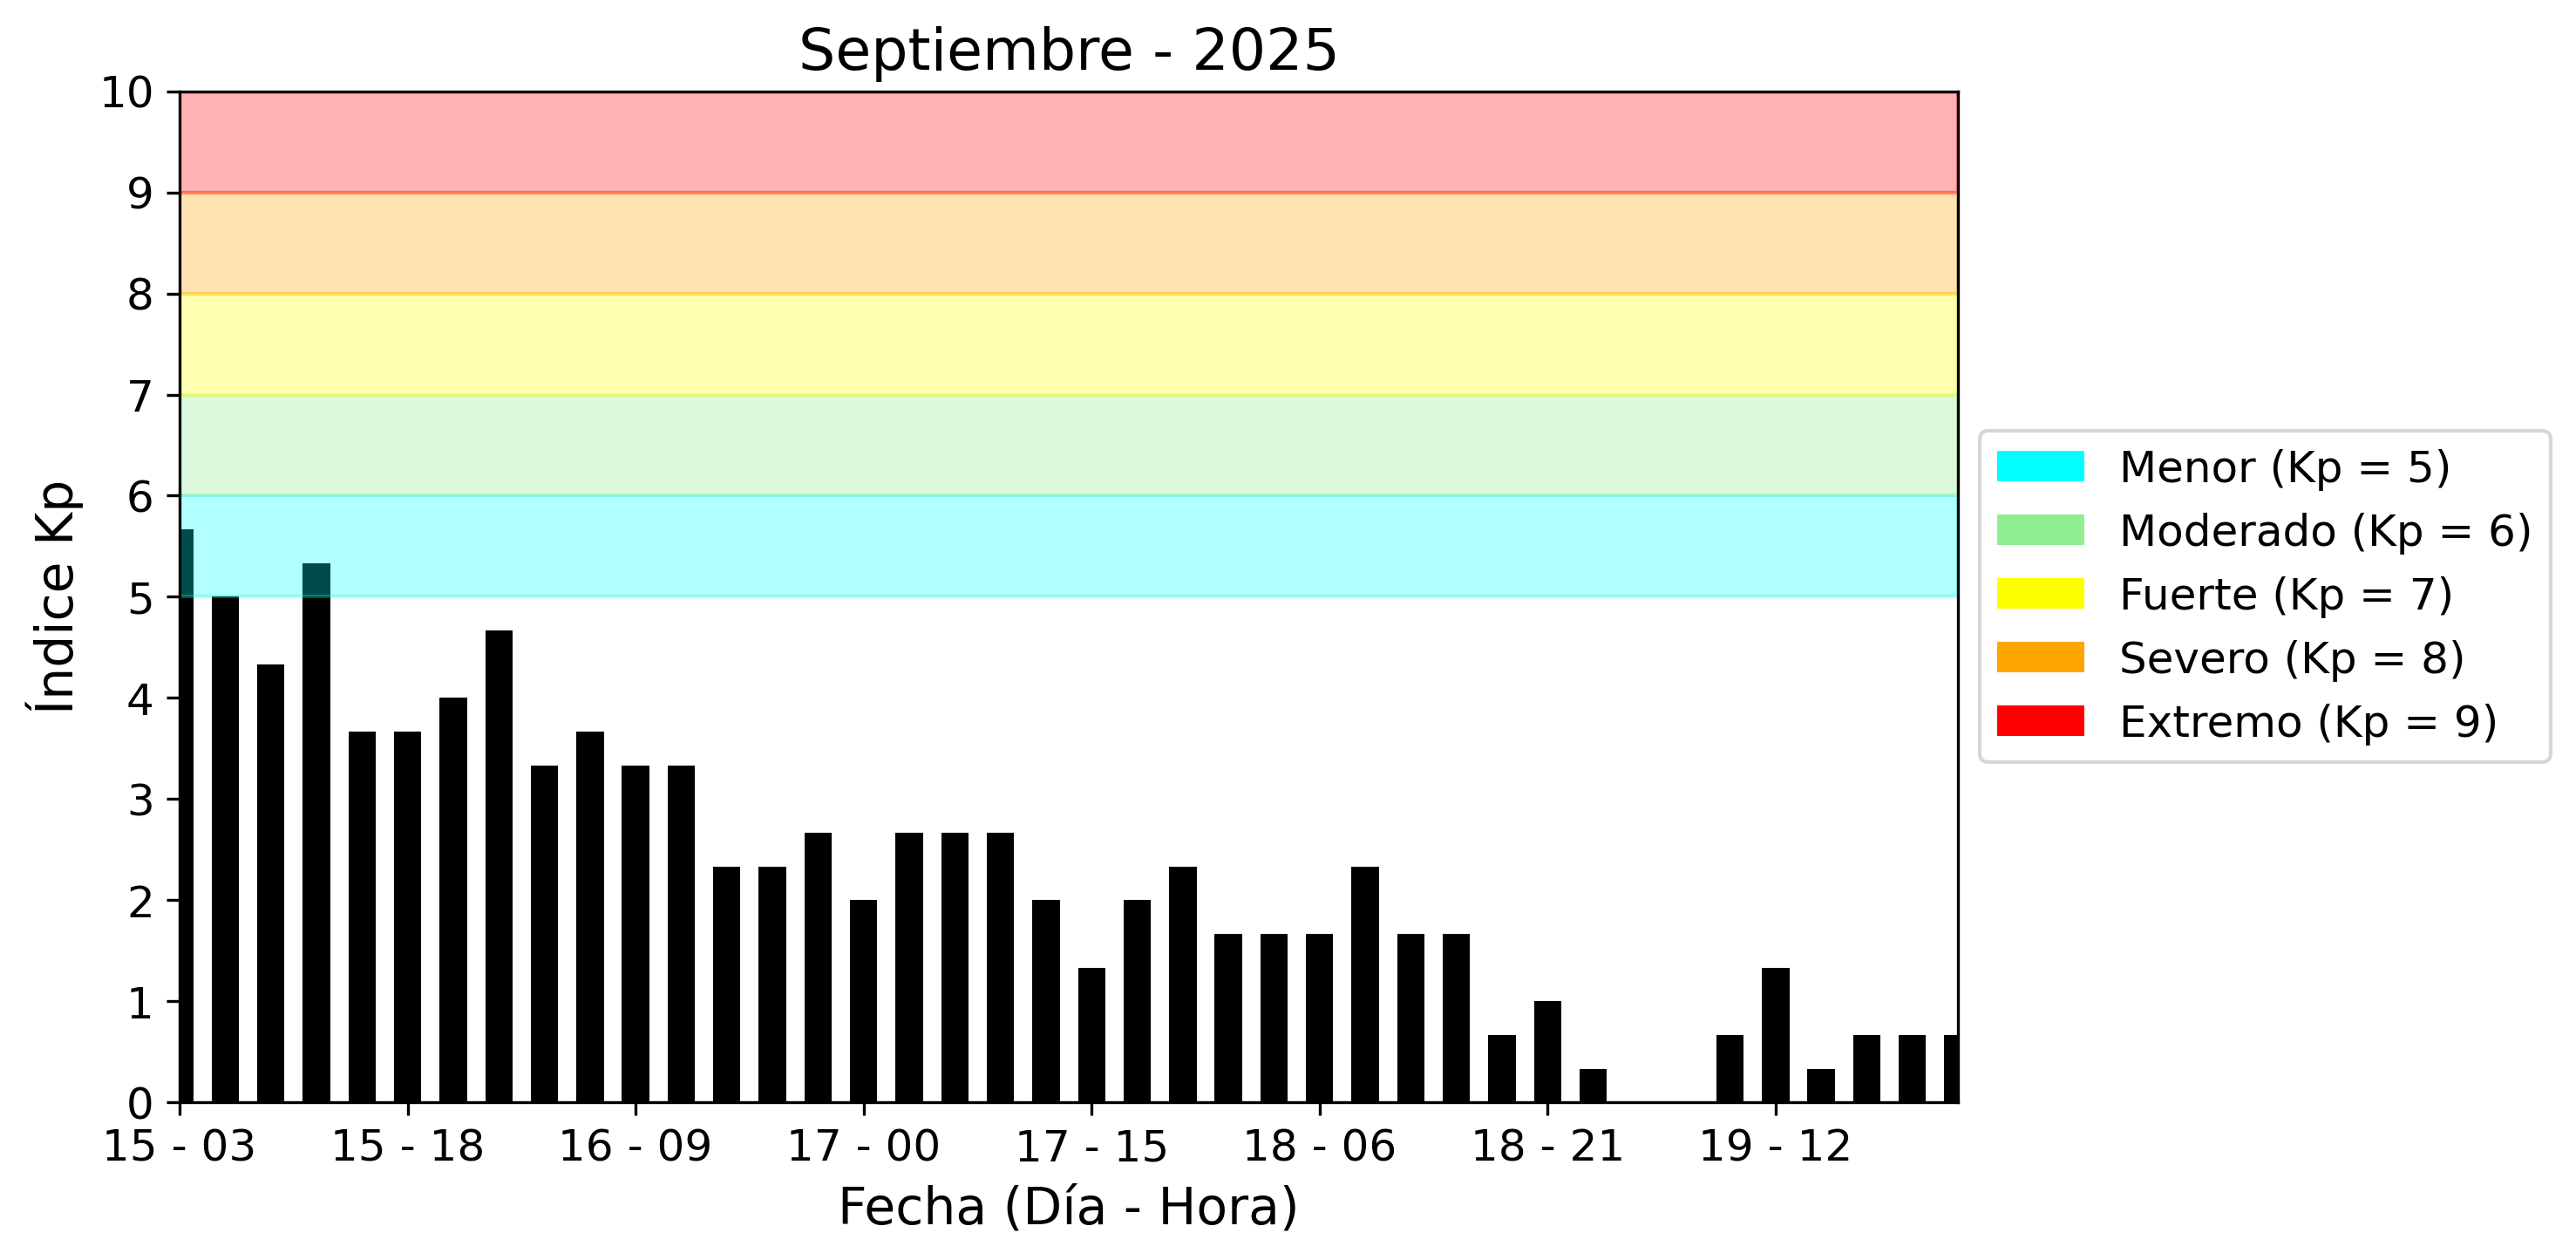 Septiembre - 2025
10
9
8
7
6
5
4
3
2
1
0
Índice Kp
15 - 03
15 - 18
16 - 09
17 - 00
17 - 15
18 - 06
18 - 21
19 - 12
Fecha (Día - Hora)
Menor (Kp = 5)
Moderado (Kp = 6)
Fuerte (Kp = 7)
Severo (Kp = 8)
Extremo (Kp = 9)